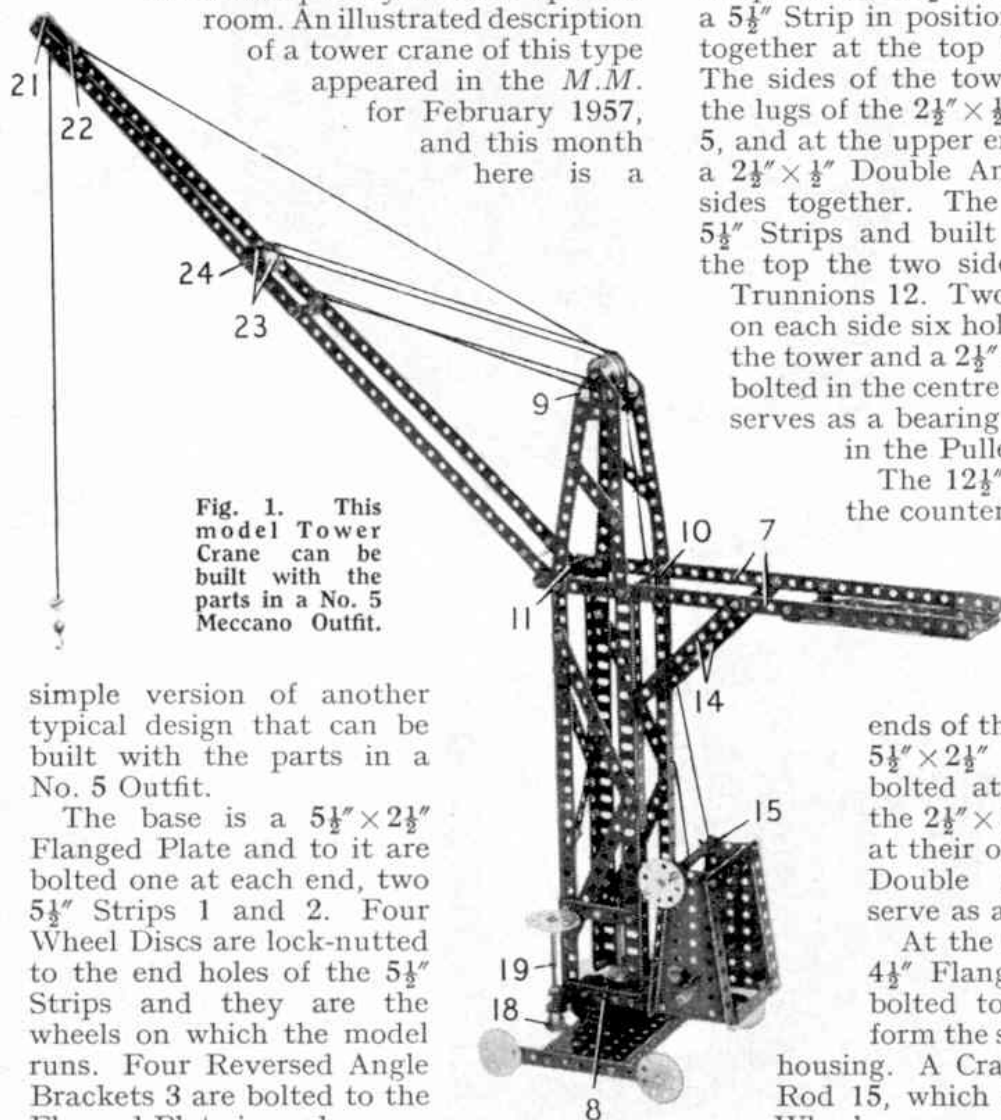 room. An illustrated description
of a tower crane of this type
appeared in the M.M.
for February 1957,
and this month
here is a
21
22
24
23
9
10
7
11
14
15
19
18
8
Fig. 1. This
model Tower
Crane can be
built with the
parts in a No. 5
Meccano Outfit.
simple version of another
typical design that can be
built with the parts in a
No. 5 Outfit.
The base is a 5½″ × 2½″
Flanged Plate and to it are
bolted one at each end, two
5½″ Strips 1 and 2. Four
Wheel Discs are lock-nutted
to the end holes of the 5½″
Strips and they are the
wheels on which the model
runs. Four Reversed Angle
Brackets 3 are bolted to the
a 5½″ Strip in position
together at the top
The sides of the tow
the lugs of the 2½″ × ½
5, and at the upper en
a 2½″ × ½″ Double An
sides together. The
5½″ Strips and built
the top the two side
Trunnions 12. Two
on each side six hol
the tower and a 2½″
bolted in the centre
serves as a bearing
in the Pulle
The 12½″
the counter
ends of th
5½″ × 2½″
bolted at
the 2½″ ×
at their o
Double
serve as a
At the
4½″ Flang
bolted to
form the s
housing. A Cra
Rod 15, which